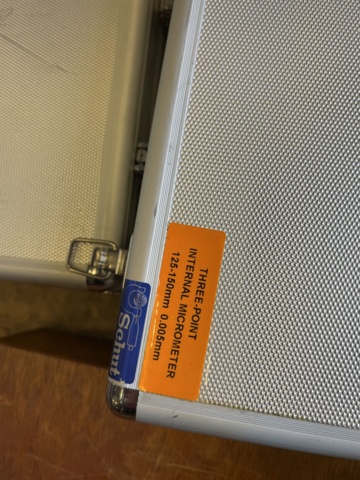 THREE-POINT
INTERNAL MICROMETER
125-150mm 0.005mm
Schut